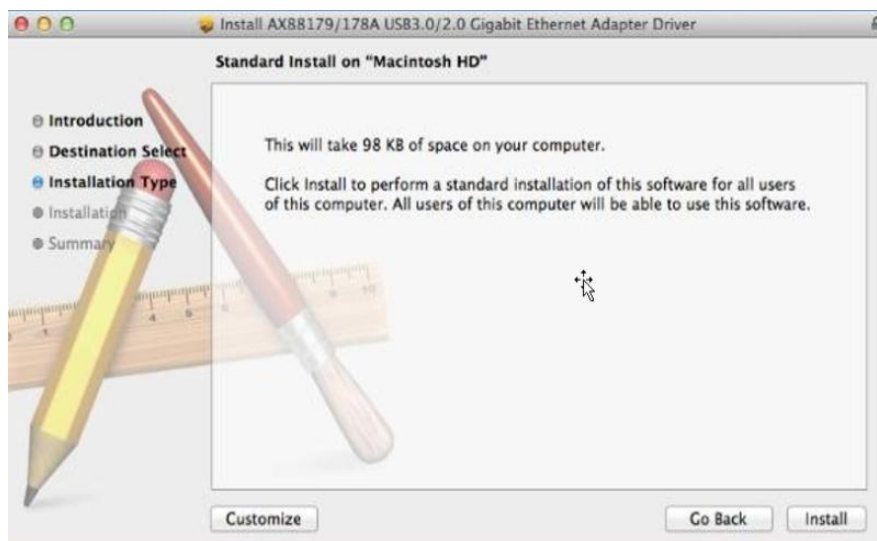 Install AX88179/178A USB3.0/2.0 Gigabit Ethernet Adapter Driver
Standard Install on “Macintosh HD”
Introduction
Destination Select
Installation Type
Installation
Summary
This will take 98 KB of space on your computer.
Click Install to perform a standard installation of this software for all users
of this computer. All users of this computer will be able to use this software.
Customize
Go Back
Install